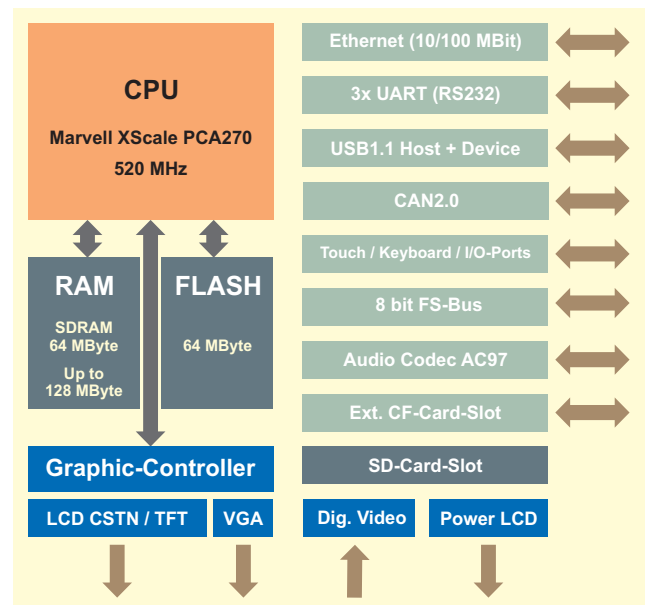 CPU
Marvell XScale PCA270
520 MHz
RAM
SDRAM
64 MByte
Up to
128 MByte
FLASH
64 MByte
Graphic-Controller
LCD CSTN / TFT
VGA
Ethernet (10/100 MBit)
3x UART (RS232)
USB1.1 Host + Device
CAN2.0
Touch / Keyboard / I/O-Ports
8 bit FS-Bus
Audio Codec AC97
Ext. CF-Card-Slot
SD-Card-Slot
Dig. Video
Power LCD